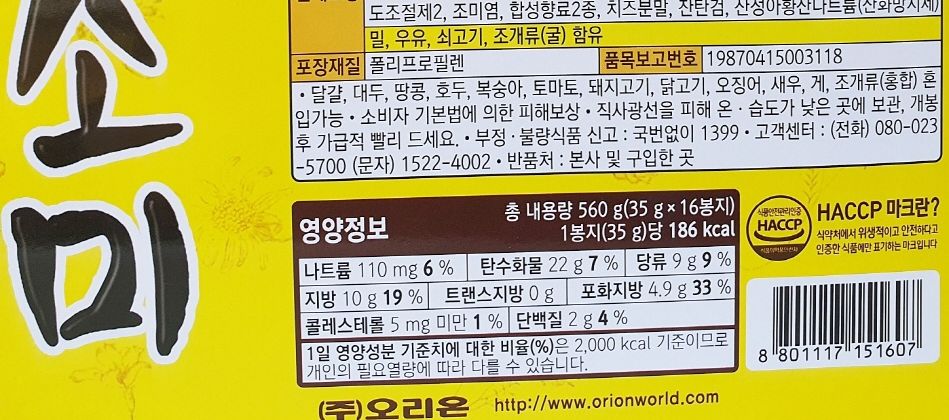 도조절제2, 조미염, 합성향료2종, 치즈분말, 잔탄검, 산성아황산나트륨(산화방지제)
밀, 우유, 쇠고기, 조개류(굴) 함유
포장재질 폴리프로필렌 품목보고번호 19870415003118
• 달걀, 대두, 땅콩, 호두, 복숭아, 토마토, 돼지고기, 닭고기, 오징어, 새우, 게, 조개류(홍합) 혼
입가능 • 소비자 기본법에 의한 피해보상 • 직사광선을 피해 온 · 습도가 낮은 곳에 보관, 개봉
후 가급적 빨리 드세요. • 부정 · 불량식품 신고 : 국번없이 1399 • 고객센터 : (전화) 080-023
-5700 (문자) 1522-4002 • 반품처 : 본사 및 구입한 곳
소미
영양정보
총 내용량 560 g(35 g × 16봉지)
1봉지(35 g)당 186 kcal
나트륨 110 mg 6 % 탄수화물 22 g 7 % 당류 9 g 9 %
지방 10 g 19 % 트랜스지방 0 g 포화지방 4.9 g 33 %
콜레스테롤 5 mg 미만 1 % 단백질 2 g 4 %
1일 영양성분 기준치에 대한 비율(%)은 2,000 kcal 기준이므로
개인의 필요열량에 따라 다를 수 있습니다.
식품안전관리인증
HACCP
식품의약품안전처
HACCP 마크란?
식약처에서 위생적이고 안전하다고
인증한 식품에만 표기하는 마크입니다
8 801117 151607
(주)오리온 http://www.orionworld.com